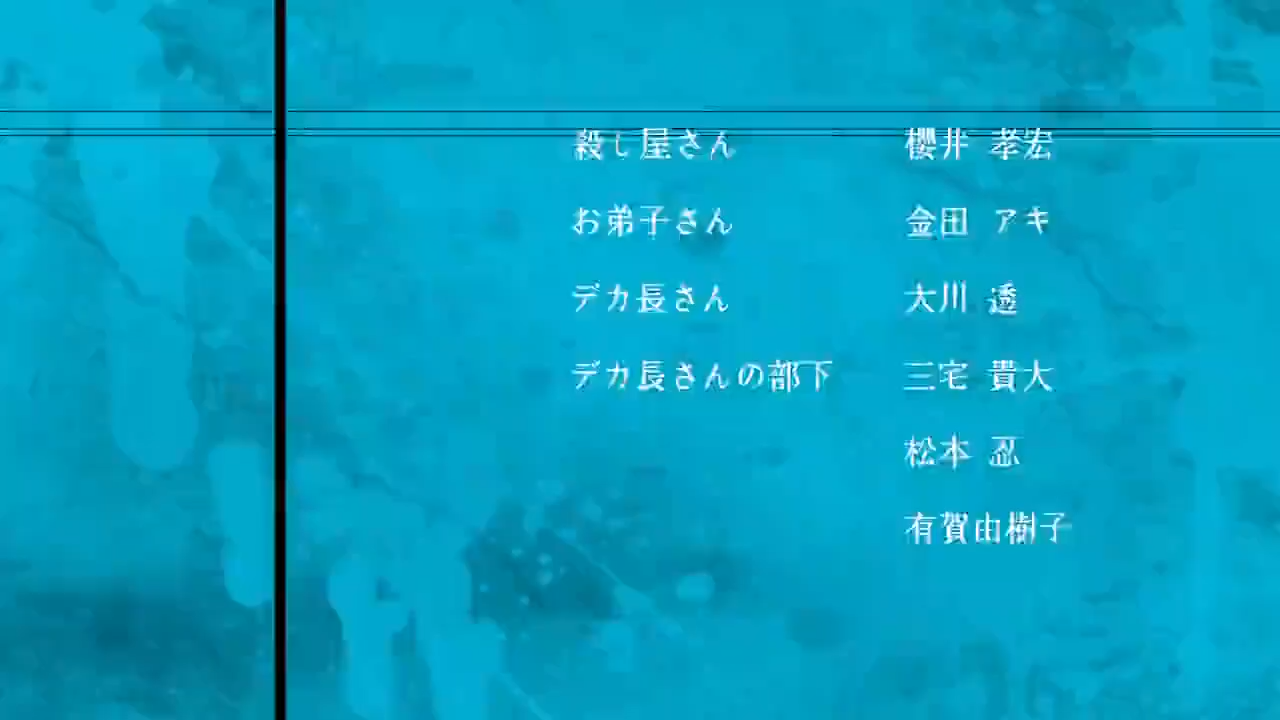 殺し屋さん 櫻井 孝宏
お弟子さん 金田 アキ
デカ長さん 大川 透
デカ長さんの部下 三宅 貴大
松本 忍
有賀由樹子